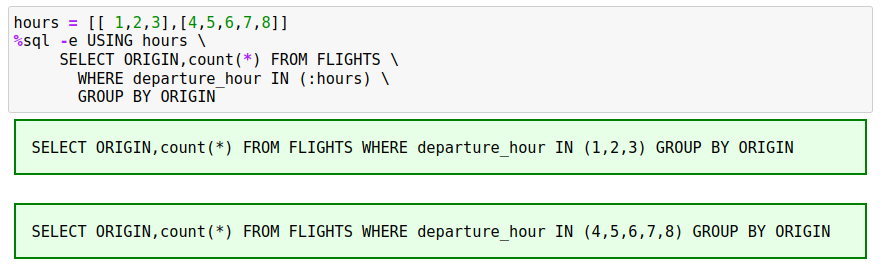 hours = [[ 1,2,3],[4,5,6,7,8]]
%sql -e USING hours \
SELECT ORIGIN,count(*) FROM FLIGHTS \
WHERE departure_hour IN (:hours) \
GROUP BY ORIGIN
SELECT ORIGIN,count(*) FROM FLIGHTS WHERE departure_hour IN (1,2,3) GROUP BY ORIGIN
SELECT ORIGIN,count(*) FROM FLIGHTS WHERE departure_hour IN (4,5,6,7,8) GROUP BY ORIGIN